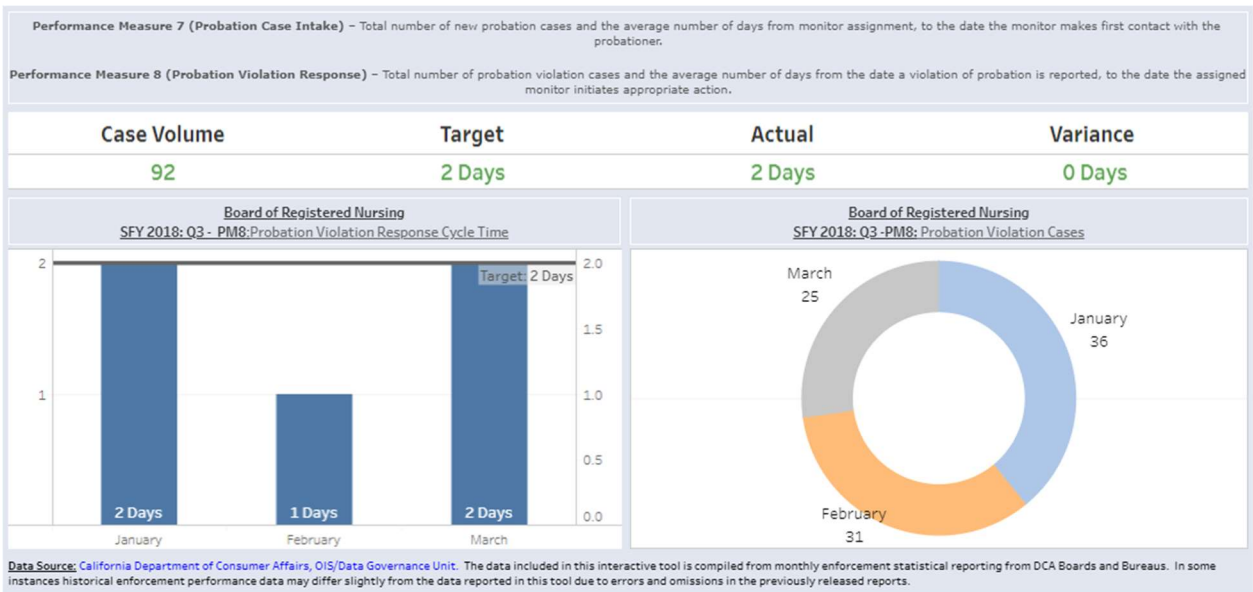 Performance Measure 7 (Probation Case Intake) – Total number of new probation cases and the average number of days from monitor assignment, to the date the monitor makes first contact with the
probationer.
Performance Measure 8 (Probation Violation Response) – Total number of probation violation cases and the average number of days from the date a violation of probation is reported, to the date the assigned
monitor initiates appropriate action.
Case Volume Target Actual Variance
92 2 Days 2 Days 0 Days
Board of Registered Nursing
SFY 2018: Q3 - PM8:Probation Violation Response Cycle Time
2
1
Target: 2 Days
2.0
1.5
1.0
0.5
0.0
2 Days 1 Days 2 Days
January February March
Board of Registered Nursing
SFY 2018: Q3 -PM8: Probation Violation Cases
March
25
January
36
February
31
Data Source: California Department of Consumer Affairs, OIS/Data Governance Unit. The data included in this interactive tool is compiled from monthly enforcement statistical reporting from DCA Boards and Bureaus. In some
instances historical enforcement performance data may differ slightly from the data reported in this tool due to errors and omissions in the previously released reports.